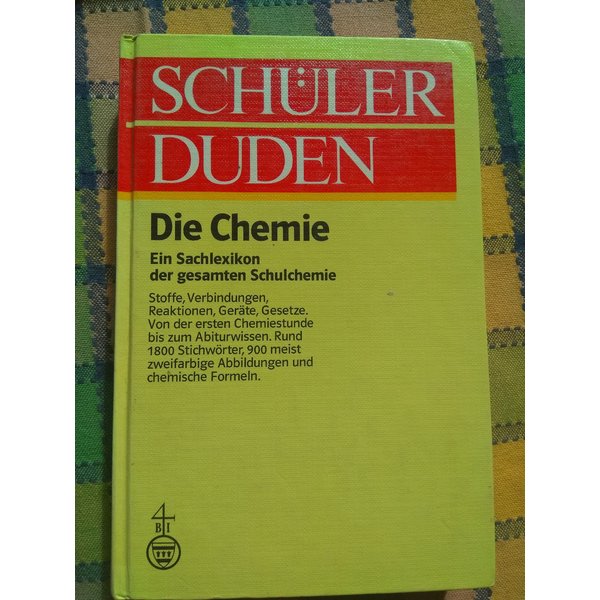 SCHÜLER
DUDEN
Die Chemie
Ein Sachlexikon
der gesamten Schulchemie
Stoffe, Verbindungen,
Reaktionen, Geräte, Gesetze.
Von der ersten Chemiestunde
bis zum Abiturwissen. Rund
1800 Stichwörter, 900 meist
zweifarbige Abbildungen und
chemische Formeln.
B I